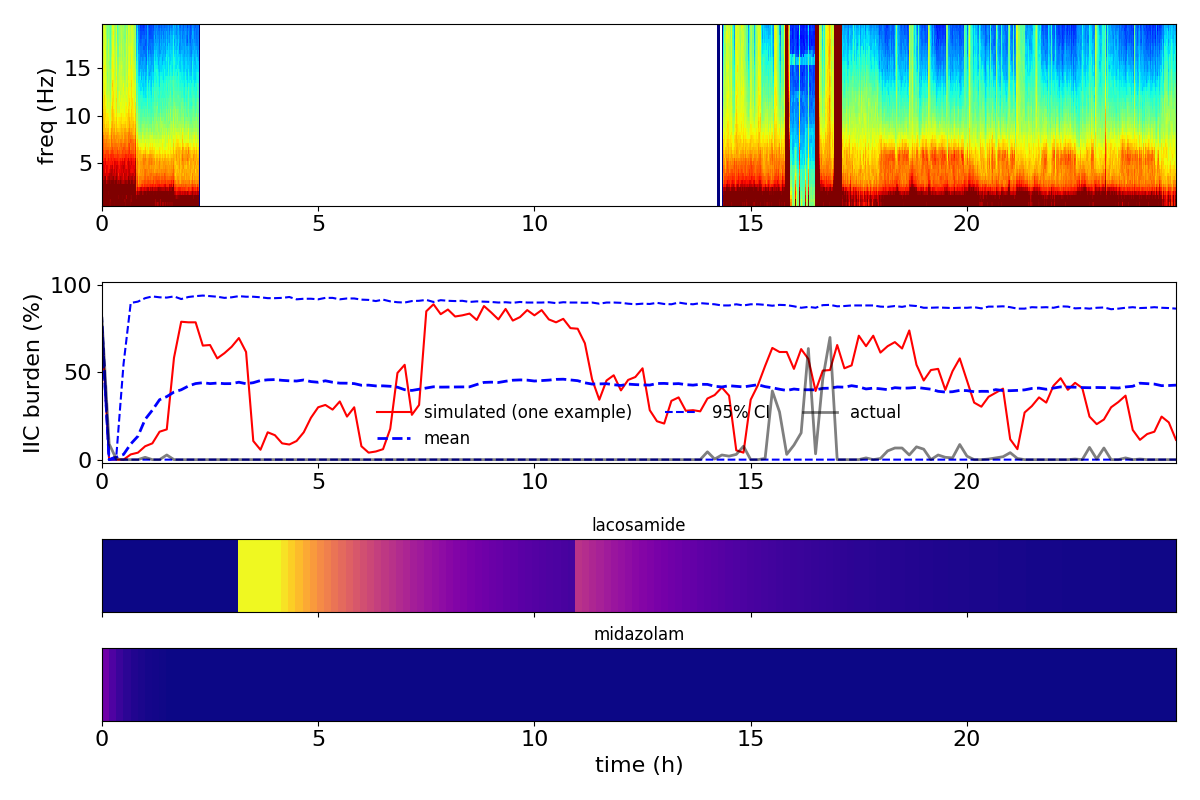 freq (Hz)
15
10
5
0 5 10 15 20
IIC burden (%)
100
50
0
simulated (one example) 95% CI actual
mean
0 5 10 15 20
lacosamide
midazolam
0 5 10 15 20
time (h)